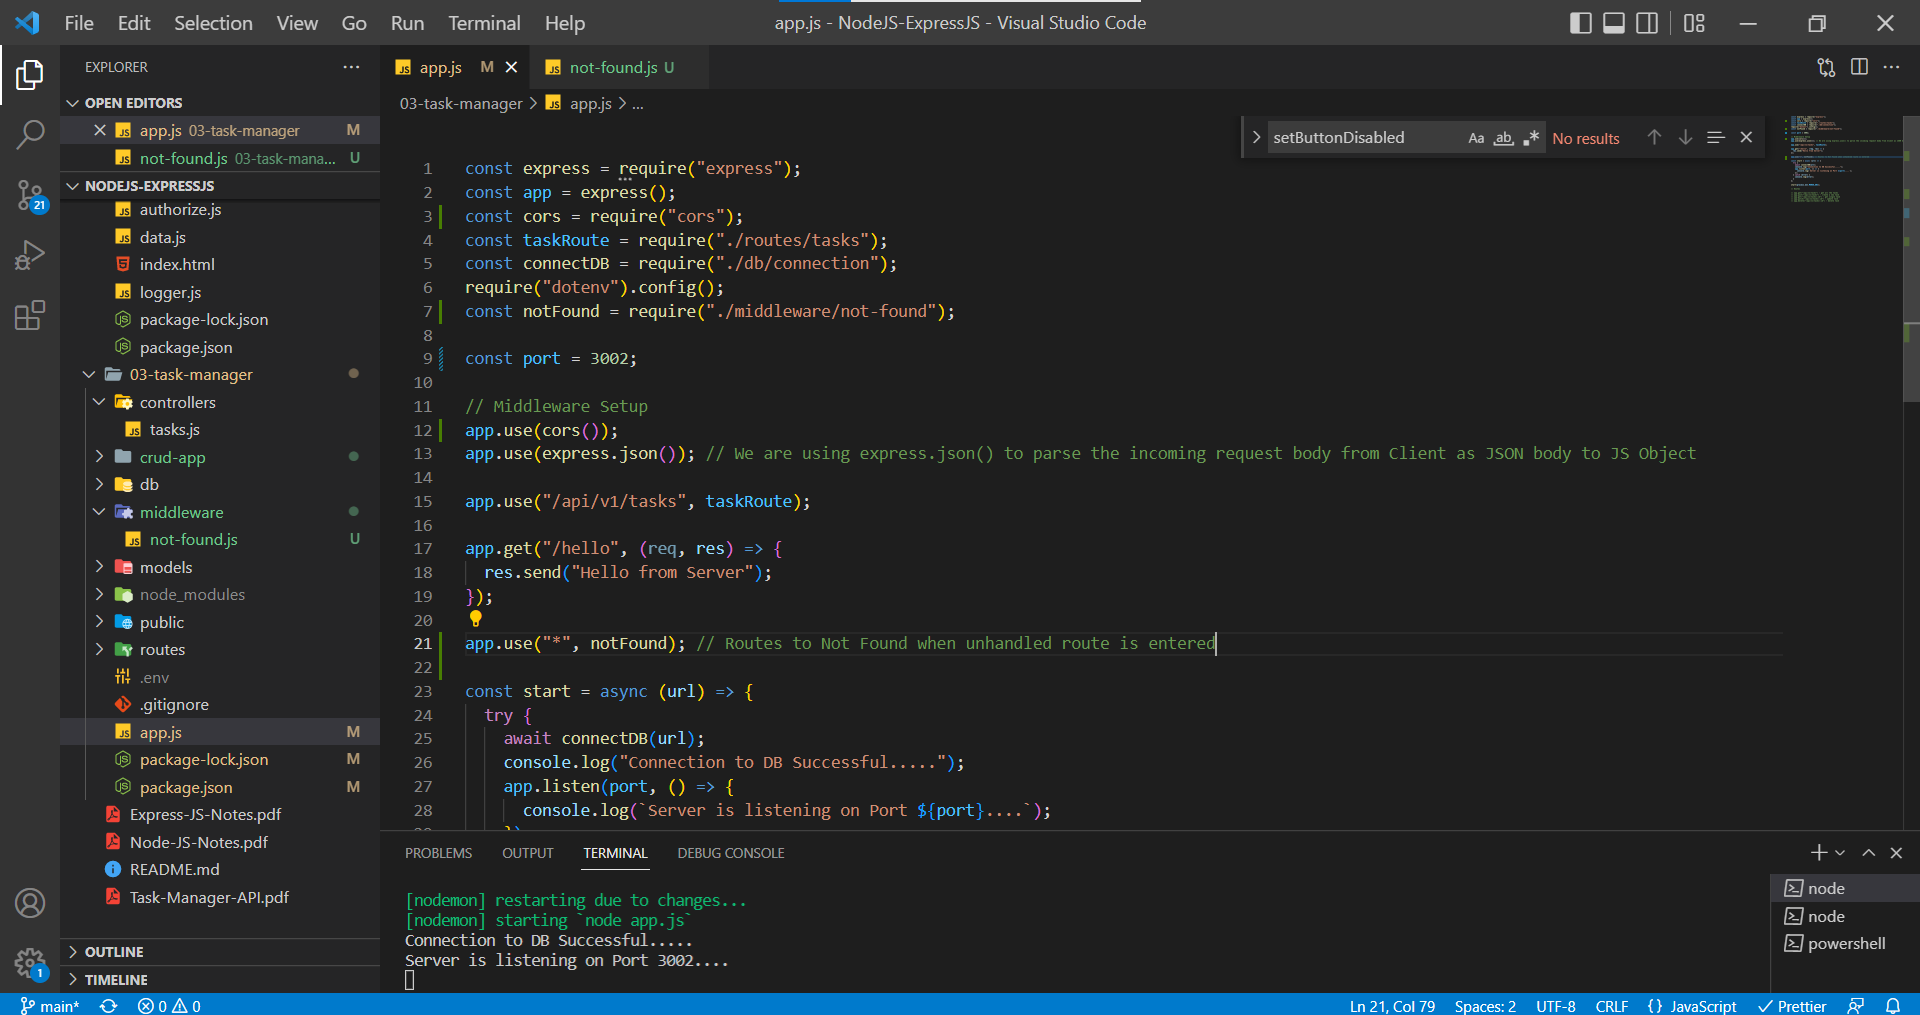 File Edit Selection View Go Run Terminal Help app.js - NodeJS-ExpressJS - Visual Studio Code
EXPLORER
OPEN EDITORS
app.js 03-task-manager M
not-found.js 03-task-mana... U
NODEJS-EXPRESSJS
authorize.js
data.js
index.html
logger.js
package-lock.json
package.json
03-task-manager
controllers
tasks.js
crud-app
db
middleware
not-found.js U
models
node_modules
public
routes
.env
.gitignore
app.js M
package-lock.json M
package.json M
Express-JS-Notes.pdf
Node-JS-Notes.pdf
README.md
Task-Manager-API.pdf
OUTLINE
TIMELINE
21
1
app.js M
not-found.js U
03-task-manager > app.js > ...
setButtonDisabled Aa ab .* No results
1 const express = require("express");
2 const app = express();
3 const cors = require("cors");
4 const taskRoute = require("./routes/tasks");
5 const connectDB = require("./db/connection");
6 require("dotenv").config();
7 const notFound = require("./middleware/not-found");
8
9 const port = 3002;
10
11 // Middleware Setup
12 app.use(cors());
13 app.use(express.json()); // We are using express.json() to parse the incoming request body from Client as JSON body to JS Object
14
15 app.use("/api/v1/tasks", taskRoute);
16
17 app.get("/hello", (req, res) => {
18 res.send("Hello from Server");
19 });
20
21 app.use("*", notFound); // Routes to Not Found when unhandled route is entered
22
23 const start = async (url) => {
24 try {
25 await connectDB(url);
26 console.log("Connection to DB Successful.....");
27 app.listen(port, () => {
28 console.log(`Server is listening on Port ${port}....`);
PROBLEMS OUTPUT TERMINAL DEBUG CONSOLE
[nodemon] restarting due to changes...
[nodemon] starting `node app.js`
Connection to DB Successful.....
Server is listening on Port 3002....
node
node
powershell
main* 0 0 Ln 21, Col 79 Spaces: 2 UTF-8 CRLF {} JavaScript Prettier